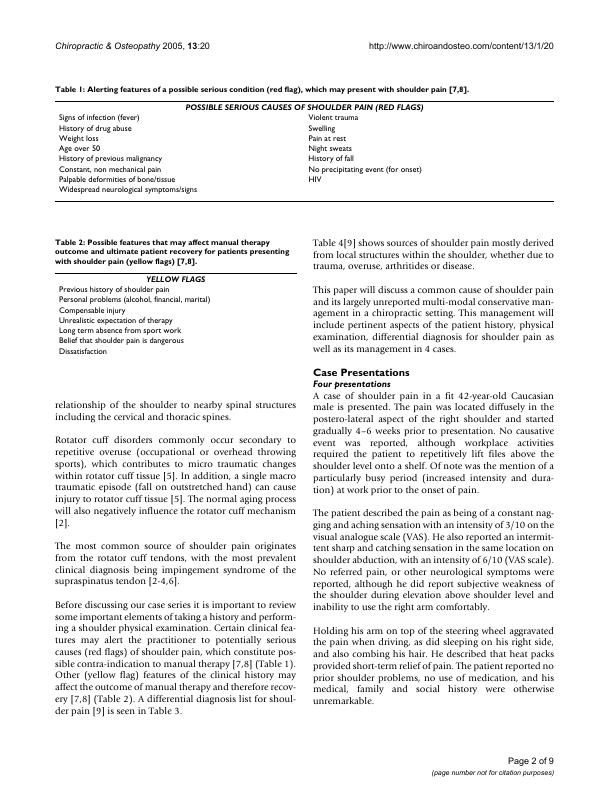 Chiropractic & Osteopathy 2005, 13:20
http://www.chiroandosteo.com/content/13/1/20
Table 1: Alerting features of a possible serious condition (red flag), which may present with shoulder pain [7,8].
POSSIBLE SERIOUS CAUSES OF SHOULDER PAIN (RED FLAGS)
Signs of infection (fever)
Violent trauma
History of drug abuse
Swelling
Weight loss
Pain at rest
Age over 50
Night sweats
History of previous malignancy
History of fall
Constant, non mechanical pain
No precipitating event (for onset)
Palpable deformities of bone/tissue
HIV
Widespread neurological symptoms/signs
Table 2: Possible features that may affect manual therapy
outcome and ultimate patient recovery for patients presenting
with shoulder pain (yellow flags) [7,8].
YELLOW FLAGS
Previous history of shoulder pain
Personal problems (alcohol, financial, marital)
Compensable injury
Unrealistic expectation of therapy
Long term absence from sport work
Belief that shoulder pain is dangerous
Dissatisfaction
relationship of the shoulder to nearby spinal structures
including the cervical and thoracic spines.
Rotator cuff disorders commonly occur secondary to
repetitive overuse (occupational or overhead throwing
sports), which contributes to micro traumatic changes
within rotator cuff tissue [5]. In addition, a single macro
traumatic episode (fall on outstretched hand) can cause
injury to rotator cuff tissue [5]. The normal aging process
will also negatively influence the rotator cuff mechanism
[2].
The most common source of shoulder pain originates
from the rotator cuff tendons, with the most prevalent
clinical diagnosis being impingement syndrome of the
supraspinatus tendon [2-4,6].
Before discussing our case series it is important to review
some important elements of taking a history and perform-
ing a shoulder physical examination. Certain clinical fea-
tures may alert the practitioner to potentially serious
causes (red flags) of shoulder pain, which constitute pos-
sible contra-indication to manual therapy [7,8] (Table 1).
Other (yellow flag) features of the clinical history may
affect the outcome of manual therapy and therefore recov-
ery [7,8] (Table 2). A differential diagnosis list for shoul-
der pain [9] is seen in Table 3.
Table 4[9] shows sources of shoulder pain mostly derived
from local structures within the shoulder, whether due to
trauma, overuse, arthritides or disease.
This paper will discuss a common cause of shoulder pain
and its largely unreported multi-modal conservative man-
agement in a chiropractic setting. This management will
include pertinent aspects of the patient history, physical
examination, differential diagnosis for shoulder pain as
well as its management in 4 cases.
Case Presentations
Four presentations
A case of shoulder pain in a fit 42-year-old Caucasian
male is presented. The pain was located diffusely in the
postero-lateral aspect of the right shoulder and started
gradually 4–6 weeks prior to presentation. No causative
event was reported, although workplace activities
required the patient to repetitively lift files above the
shoulder level onto a shelf. Of note was the mention of a
particularly busy period (increased intensity and dura-
tion) at work prior to the onset of pain.
The patient described the pain as being of a constant nag-
ging and aching sensation with an intensity of 3/10 on the
visual analogue scale (VAS). He also reported an intermit-
tent sharp and catching sensation in the same location on
shoulder abduction, with an intensity of 6/10 (VAS scale).
No referred pain, or other neurological symptoms were
reported, although he did report subjective weakness of
the shoulder during elevation above shoulder level and
inability to use the right arm comfortably.
Holding his arm on top of the steering wheel aggravated
the pain when driving, as did sleeping on his right side,
and also combing his hair. He described that heat packs
provided short-term relief of pain. The patient reported no
prior shoulder problems, no use of medication, and his
medical, family and social history were otherwise
unremarkable.
Page 2 of 9
(page number not for citation purposes)